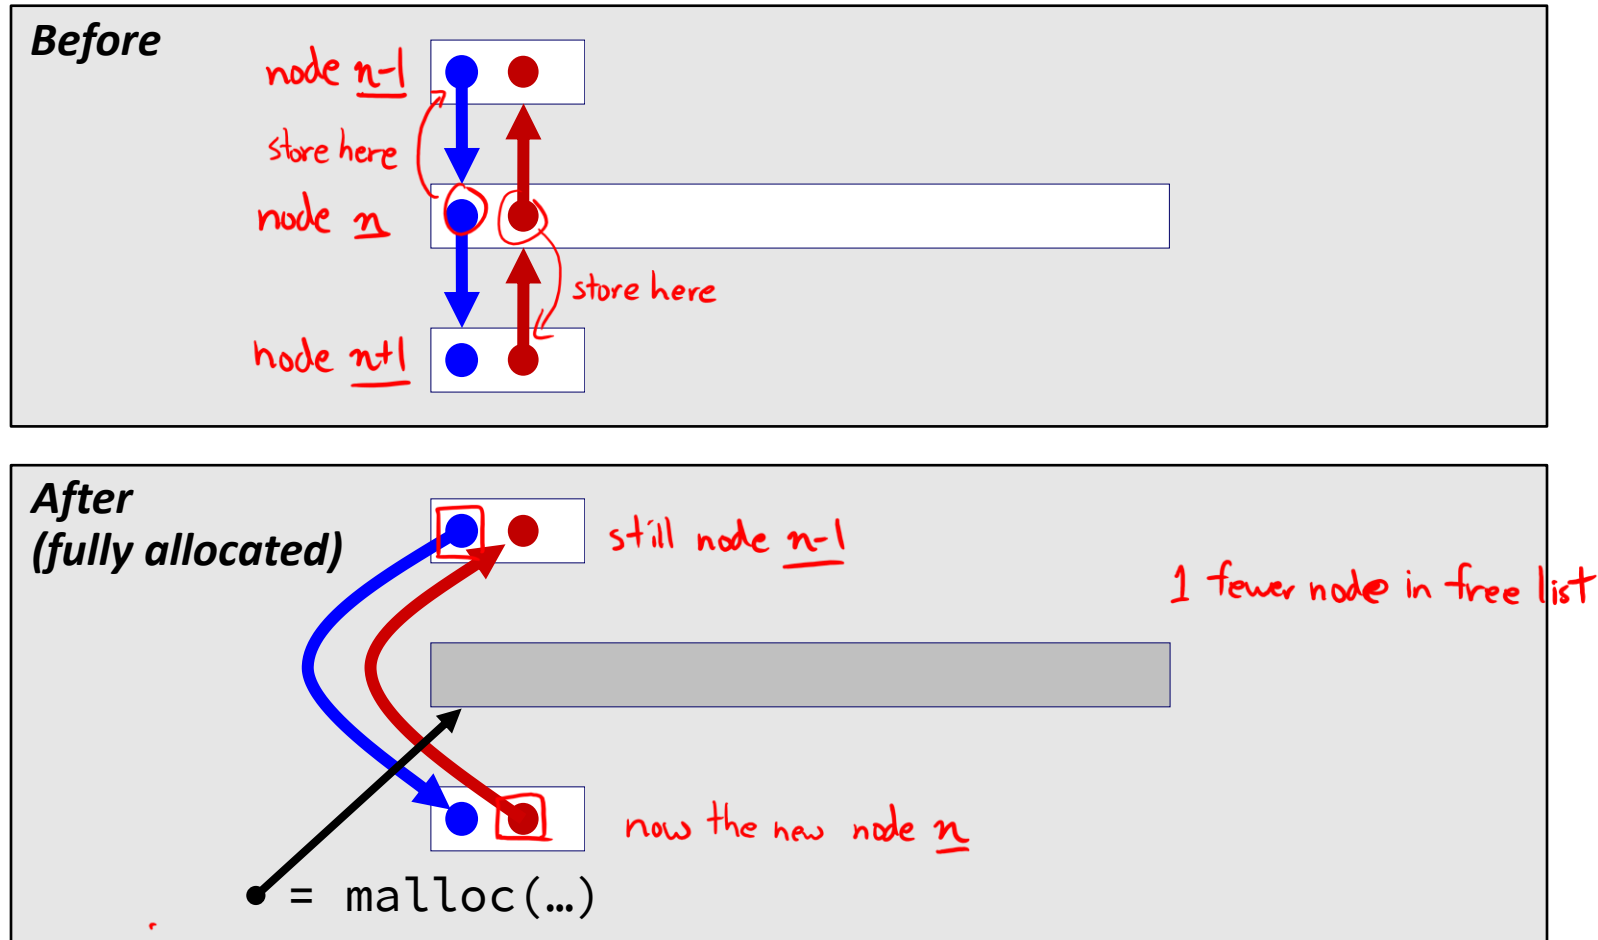 Before
node n-1
store here
node n
store here
node n+1
After
(fully allocated)
still node n-1
1 fewer node in free list
now the new node n
= malloc(…)